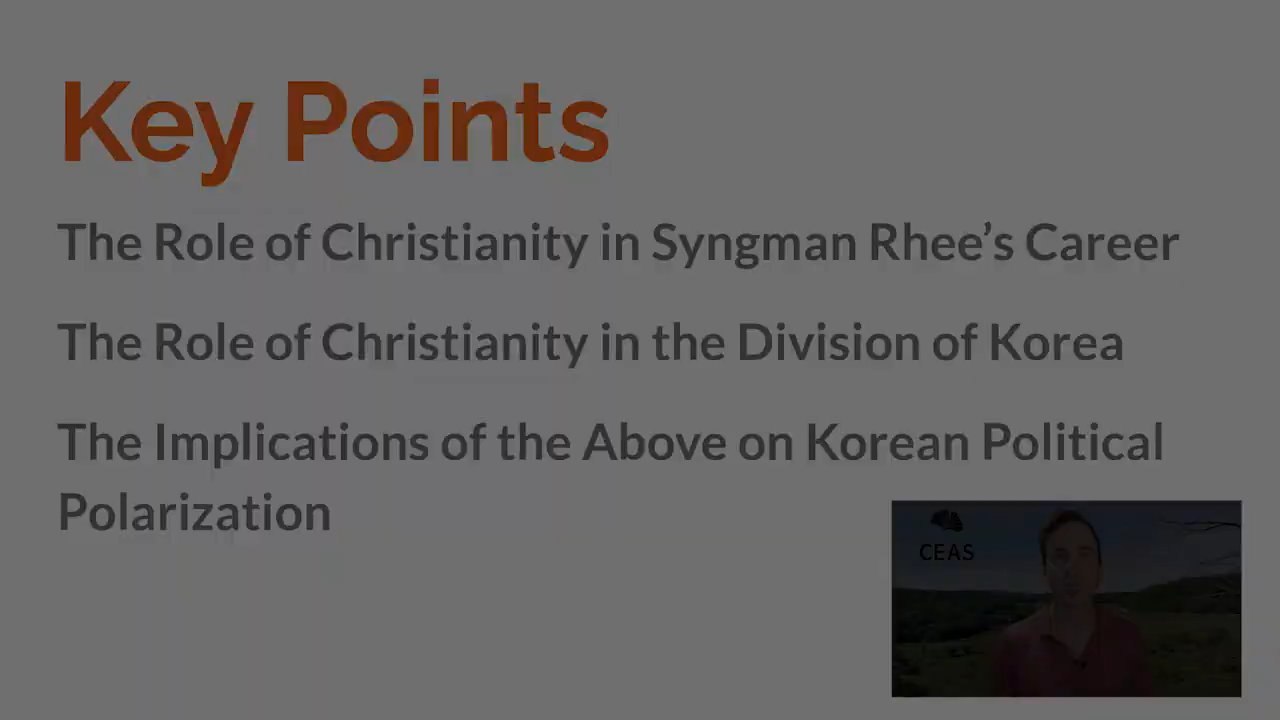 Key Points
The Role of Christianity in Syngman Rhee’s Career
The Role of Christianity in the Division of Korea
The Implications of the Above on Korean Political
Polarization
CEAS